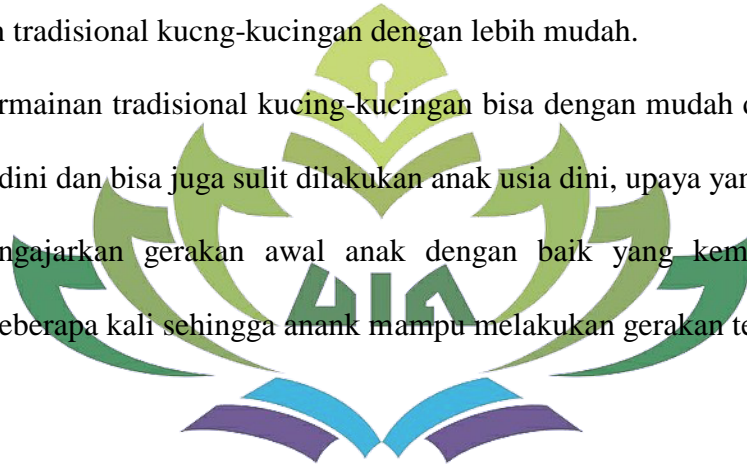 n tradisional kucng-kucingan dengan lebih mudah.
rmainan tradisional kucing-kucingan bisa dengan mudah
dini dan bisa juga sulit dilakukan anak usia dini, upaya yan
ngajarkan gerakan awal anak dengan baik yang kem
eberapa kali sehingga anank mampu melakukan gerakan te
UIN